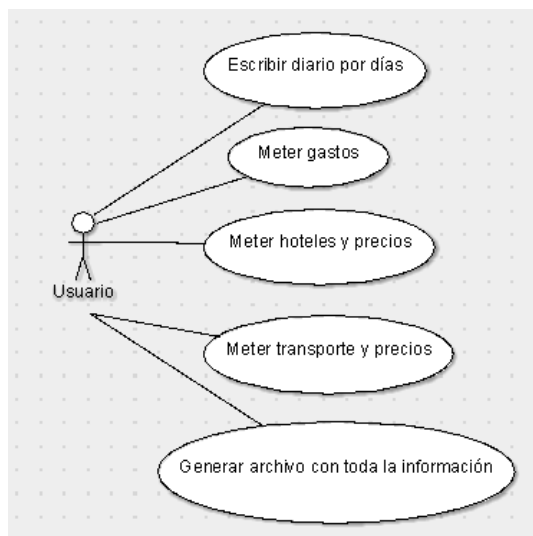 Escribir diario por días
Meter gastos
Meter hoteles y precios
Usuario
Meter transporte y precios
Generar archivo con toda la información